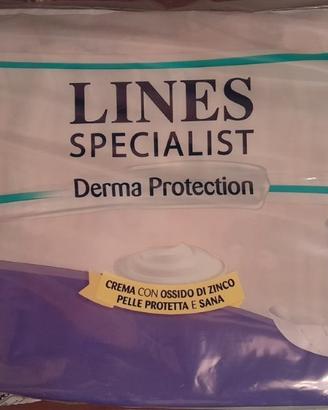 LINES
SPECIALIST
Derma Protection
CREMA CON OSSIDO DI ZINCO
PELLE PROTETTA E SANA